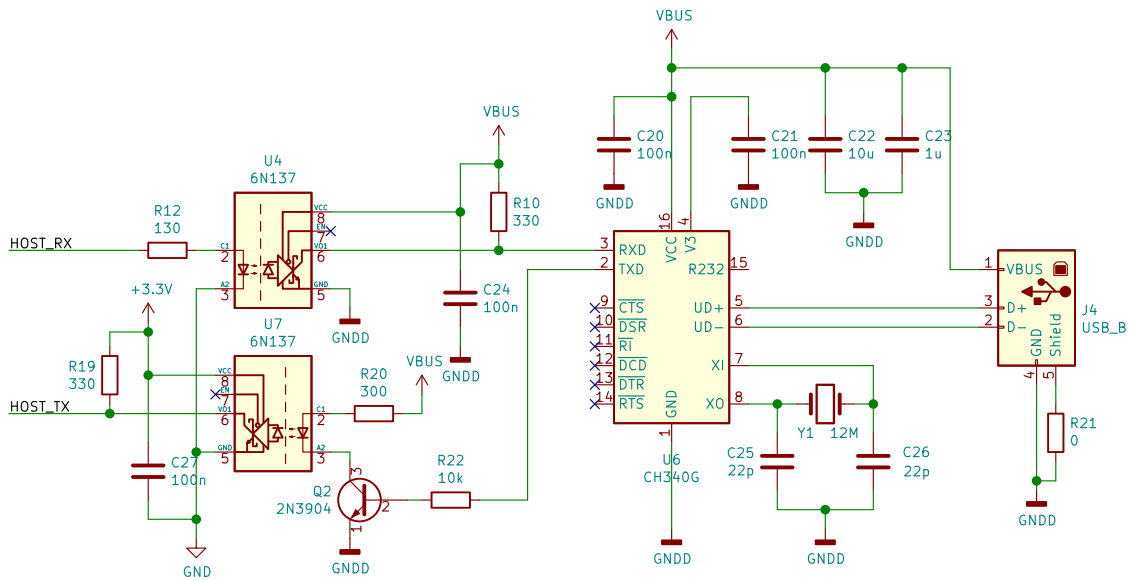 VBUS
VBUS
C20
100n
C21
100n
C22
10u
C23
1u
GNDD
GNDD
GNDD
U4
6N137
R12
130
HOST_RX
C1
2
A2
3
VCC
8
EN
7
VO1
6
GND
5
R10
330
C24
100n
GNDD
GNDD
+3.3V
R19
330
HOST_TX
U7
6N137
VCC
8
EN
7
VO1
6
GND
5
C1
2
A2
3
R20
300
VBUS
C27
100n
GND
Q2
2N3904
3
2
1
GNDD
R22
10k
16
VCC
4
V3
3
RXD
2
TXD
R232
15
9
CTS
10
DSR
11
RI
12
DCD
13
DTR
14
RTS
UD+
5
UD-
6
XI
7
XO
8
GND
1
U6
CH340G
GNDD
Y1
12M
C25
22p
C26
22p
GNDD
1
VBUS
3
D+
2
D-
GND
4
Shield
5
J4
USB_B
R21
0
GNDD